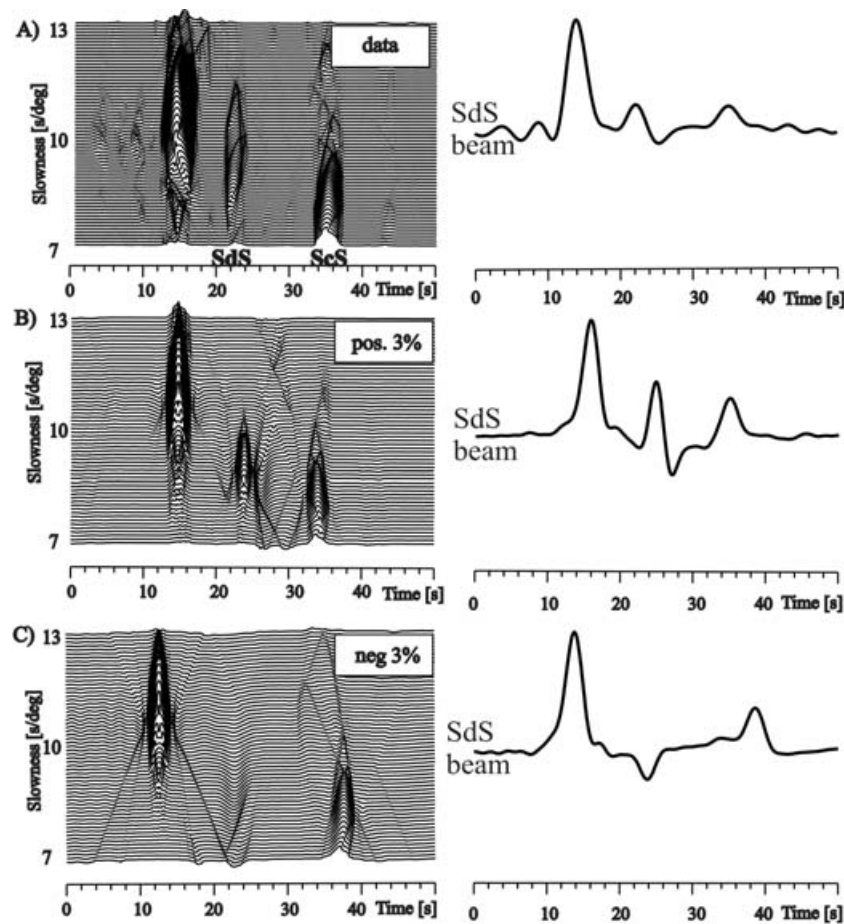 A)
13
data
Slowness [s/deg]
10
7
SdS
ScS
0 10 20 30 40 Time [s]
SdS
beam
0 10 20 30 40 Time [s]
B)
13
pos. 3%
Slowness [s/deg]
10
7
0 10 20 30 40 Time [s]
SdS
beam
0 10 20 30 40 Time [s]
C)
13
neg 3%
Slowness [s/deg]
10
7
0 10 20 30 40 Time [s]
SdS
beam
0 10 20 30 40 Time [s]